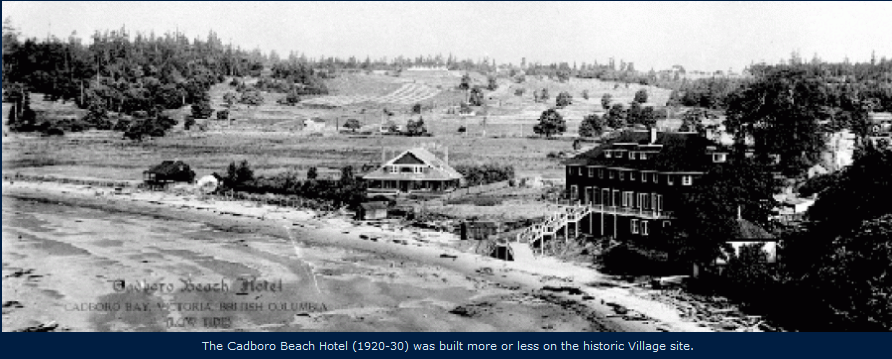 Cadboro Beach Hotel
CADBORO BAY, VICTORIA, BRITISH COLUMBIA
(LOW TIDE)
The Cadboro Beach Hotel (1920-30) was built more or less on the historic Village site.